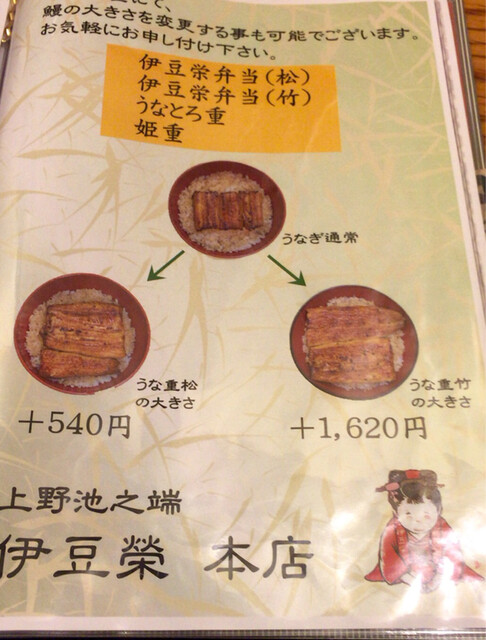 にて、
鰻の大きさを変更する事も可能でございます。
お気軽にお申し付け下さい。
伊豆栄弁当(松)
伊豆栄弁当(竹)
うなとろ重
姫重
うなぎ通常
うな重松
の大きさ
+540円
うな重竹
の大きさ
+1,620円
上野池之端
伊豆榮 本店